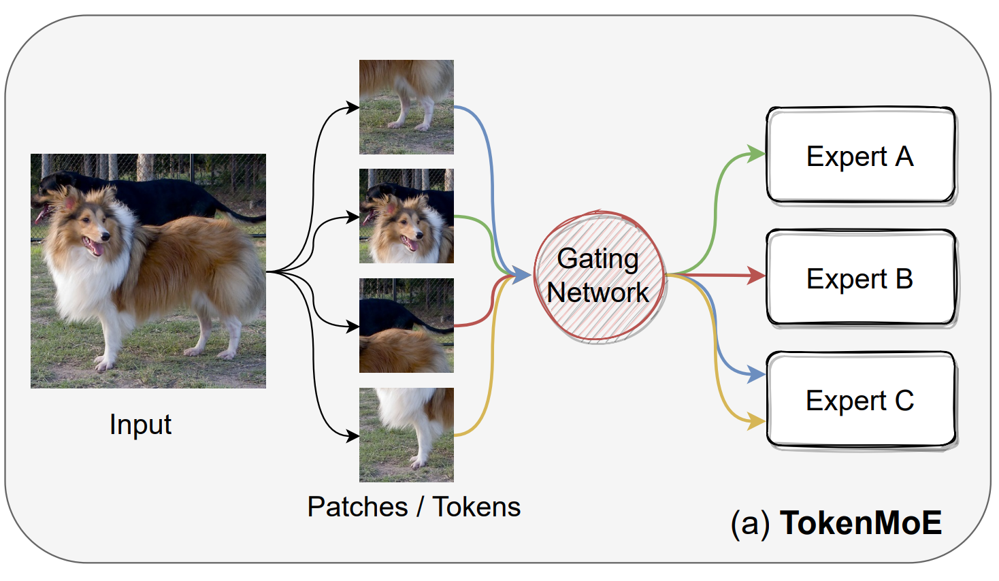 Input
Patches / Tokens
Gating
Network
Expert A
Expert B
Expert C
(a) TokenMoE